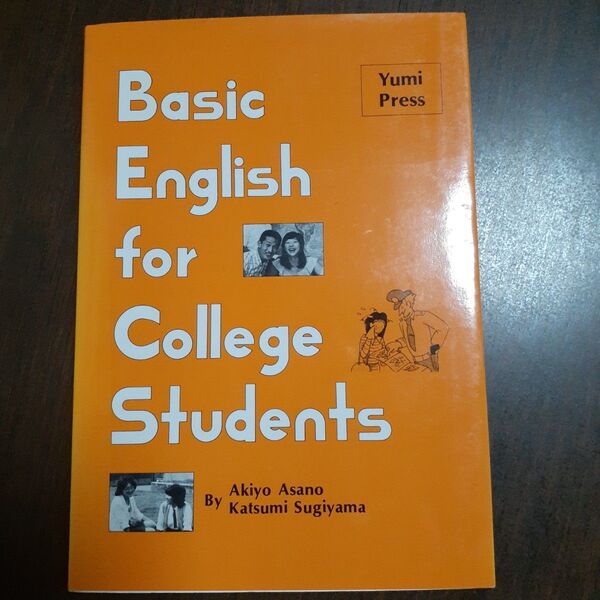 Yumi
Press
Basic
English
for
College
Students
By
Akiyo Asano
Katsumi Sugiyama